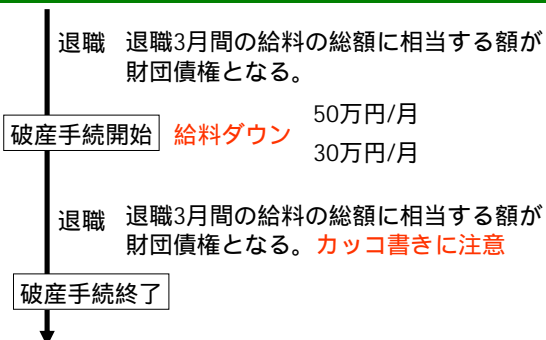 退職 退職3月間の給料の総額に相当する額が
財団債権となる。
破産手続開始 給料ダウン 50万円/月
30万円/月
退職 退職3月間の給料の総額に相当する額が
財団債権となる。カッコ書きに注意
破産手続終了